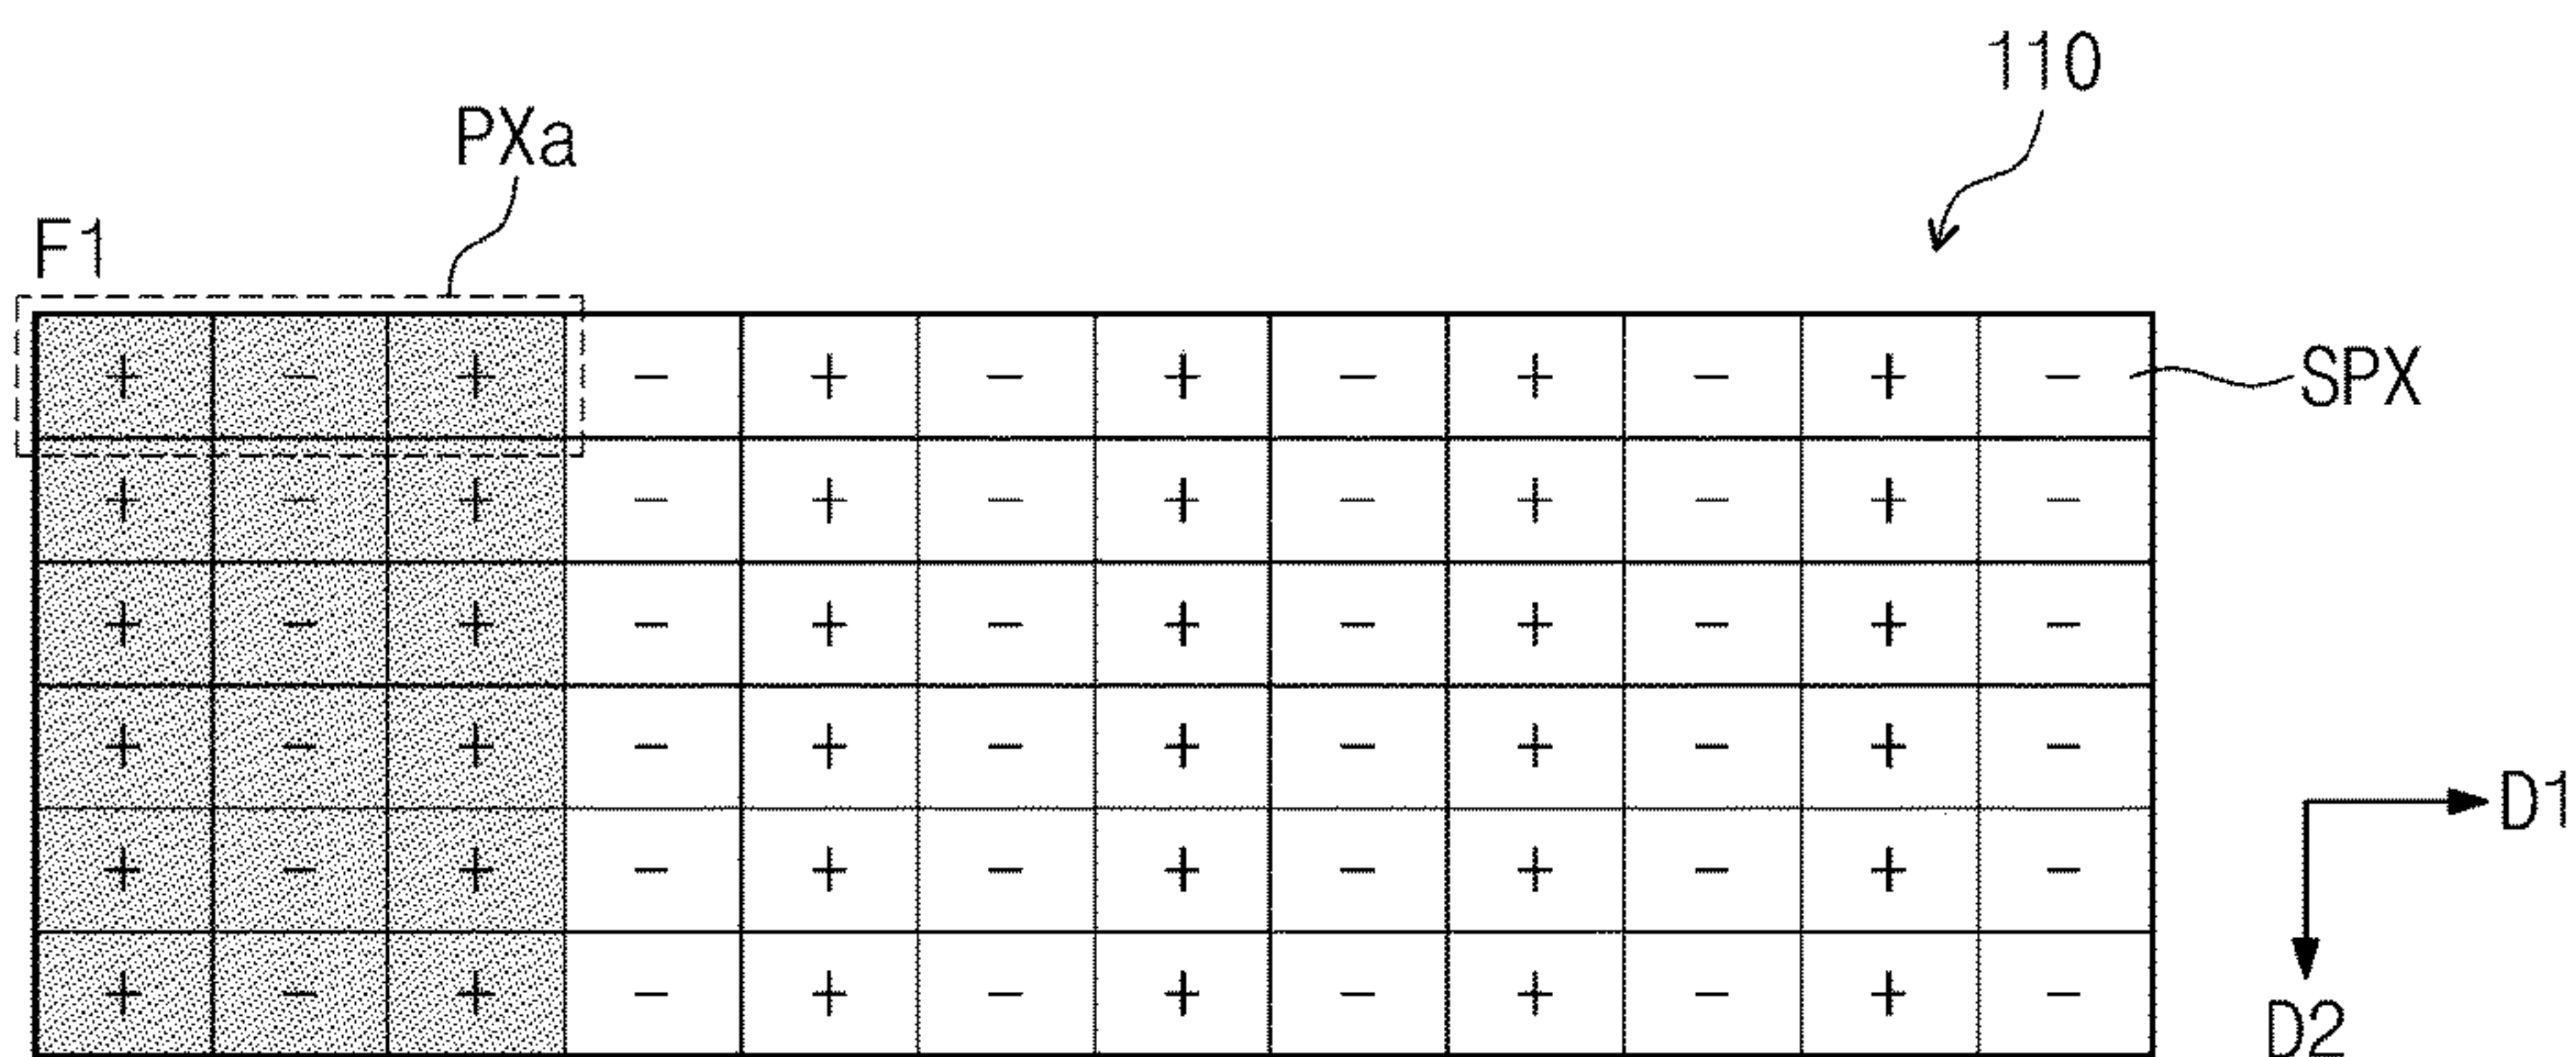 110
PXa
F1
+ − + − + − + − + − + − SPX
+ − + − + − + − + − + −
+ − + − + − + − + − + −
+ − + − + − + − + − + −
D1
+ − + − + − + − + − + −
+ − + − + − + − + − + −
D2